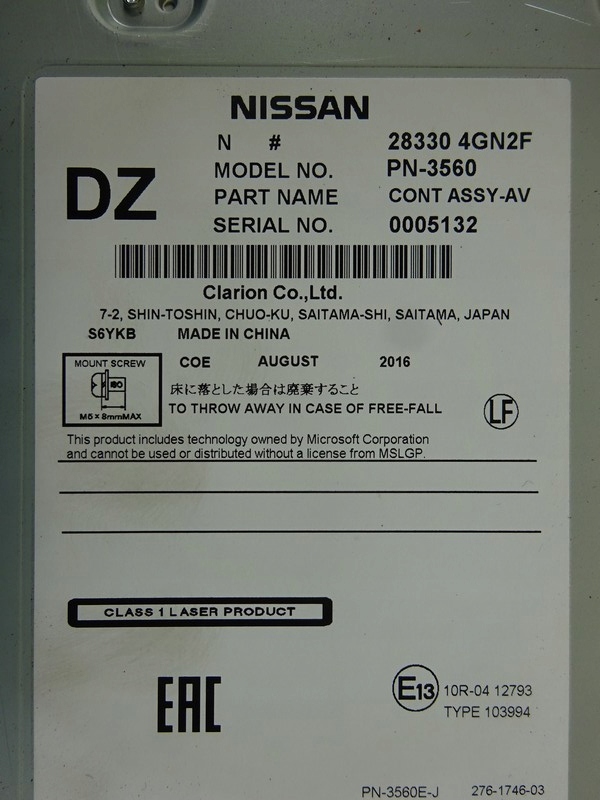 NISSAN
N # 28330 4GN2F
DZ
MODEL NO. PN-3560
PART NAME CONT ASSY-AV
SERIAL NO. 0005132
Clarion Co.,Ltd.
7-2, SHIN-TOSHIN, CHUO-KU, SAITAMA-SHI, SAITAMA, JAPAN
S6YKB MADE IN CHINA
COE AUGUST 2016
MOUNT SCREW
M5×8mmMAX
床に落とした場合は廃棄すること
TO THROW AWAY IN CASE OF FREE-FALL
LF
This product includes technology owned by Microsoft Corporation
and cannot be used or distributed without a license from MSLGP.
CLASS 1 LASER PRODUCT
EAC
E13 10R-04 12793
TYPE 103994
PN-3560E-J 276-1746-03